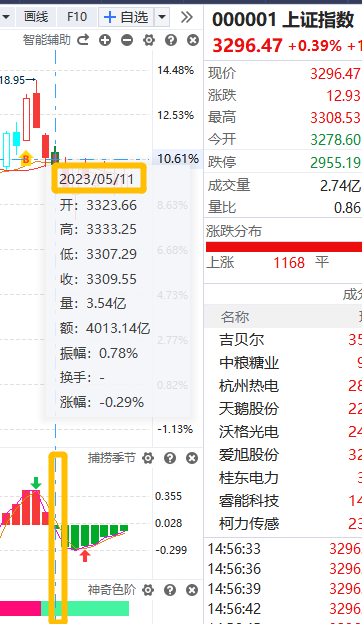 画线 F10 + 自选
智能辅助
18.95
14.48%
12.53%
B
10.61%
2023/05/11
开: 3323.66
高: 3333.25
低: 3307.29
收: 3309.55
量: 3.54亿
额: 4013.14亿
振幅: 0.78%
换手: -
涨幅: -0.29%
8.63%
6.68%
4.73%
2.77%
0.82%
-1.13%
捕捞季节
0.355
0.028
-0.299
神奇色阶
000001 上证指数
3296.47 +0.39% +1
现价 3296.47
涨跌 12.93
最高 3308.53
今开 3278.60
跌停 2955.19
成交量 2.74亿
量比 0.86
涨跌分布
上涨 1168 平
名称
吉贝尔 35
中粮糖业 9
杭州热电 28
天鹅股份 22
沃格光电 24
爱旭股份 32
桂东电力 3
睿能科技 14
柯力传感 23
14:56:33 3296
14:56:36 3296
14:56:39 3296
14:56:42 3296
14:56:45 3296